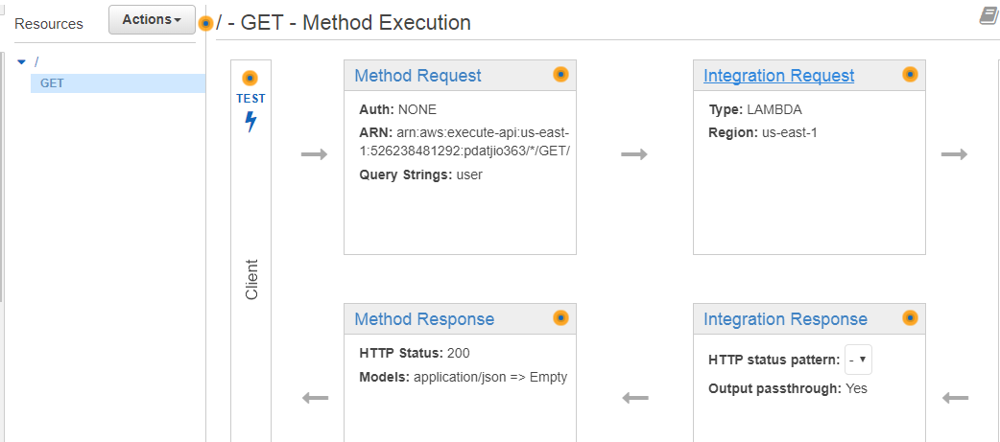 Resources
Actions
/ - GET - Method Execution
/
GET
TEST
Client
Method Request
Auth: NONE
ARN: arn:aws:execute-api:us-east-
1:526238481292:pdatjio363/*/GET/
Query Strings: user
Integration Request
Type: LAMBDA
Region: us-east-1
Method Response
HTTP Status: 200
Models: application/json => Empty
Integration Response
HTTP status pattern: -
Output passthrough: Yes